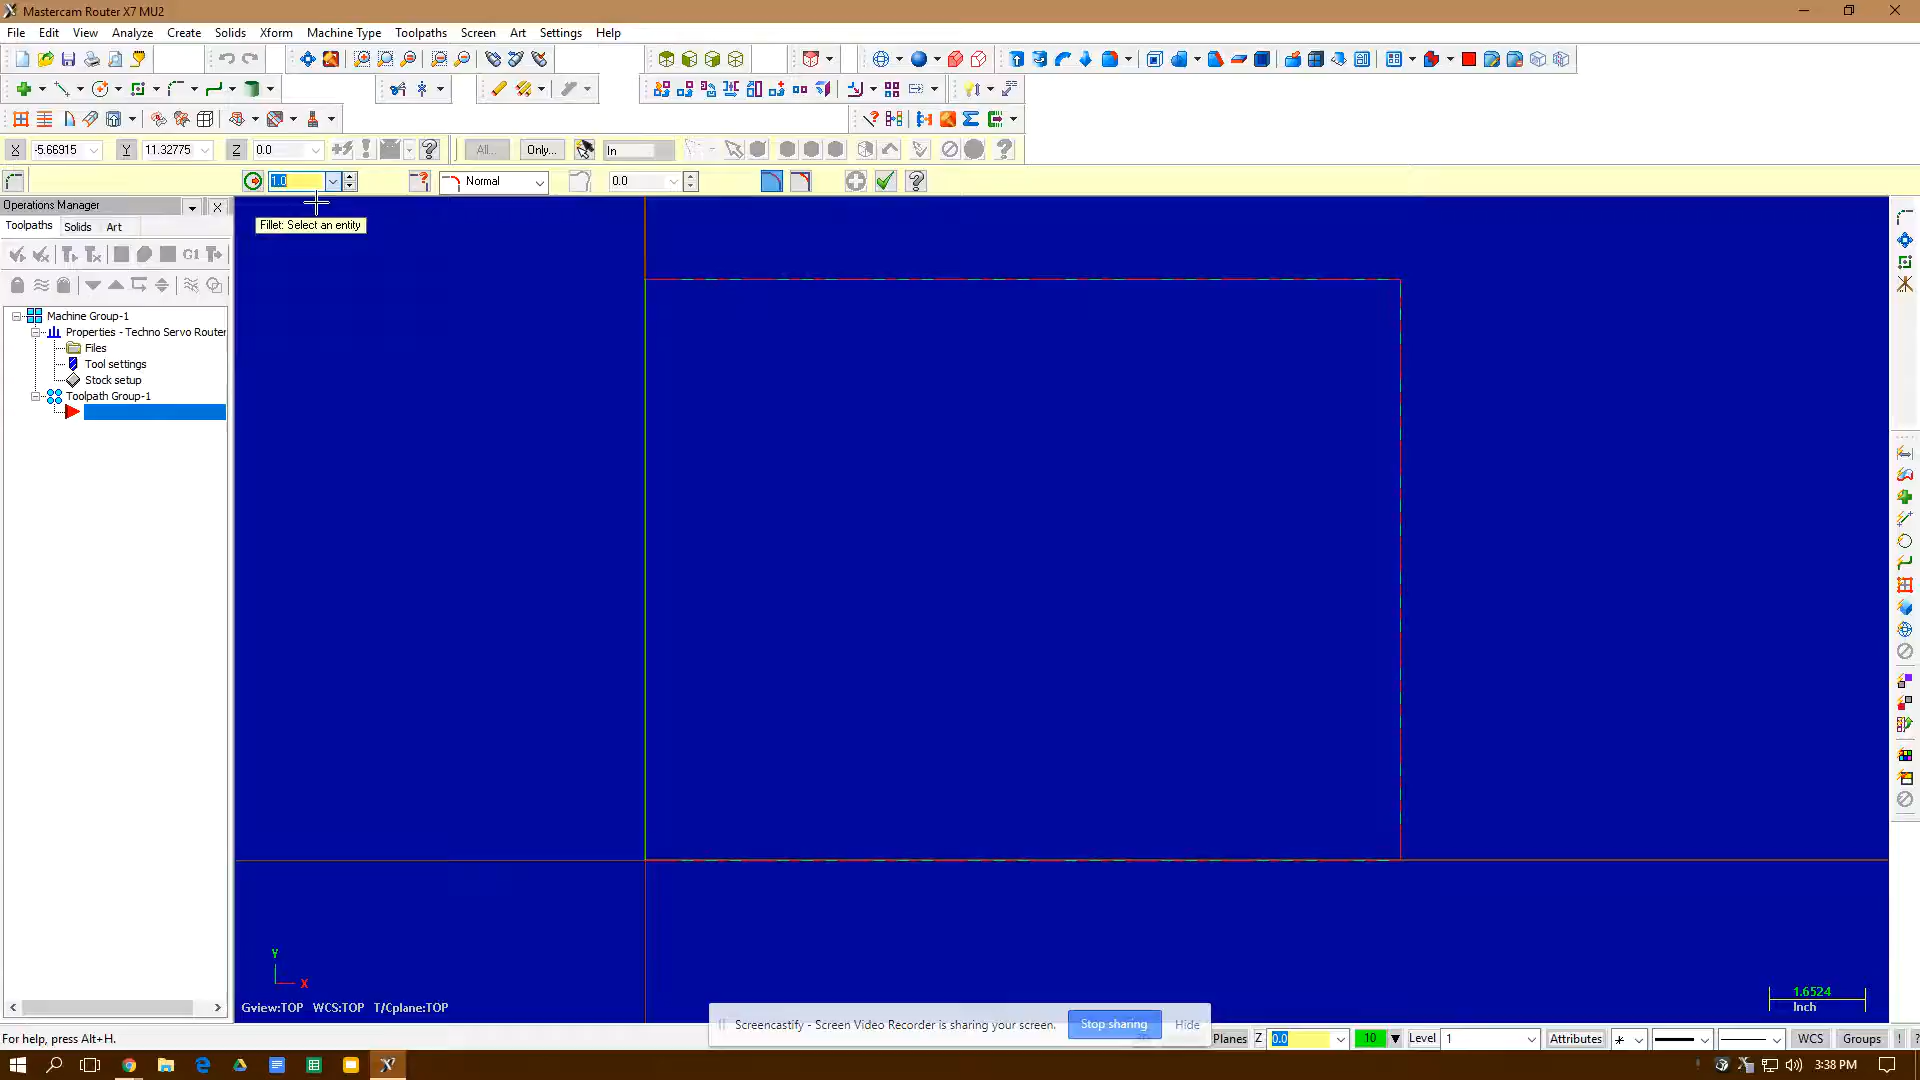 Mastercam Router X7 MU2
File Edit View Analyze Create Solids Xform Machine Type Toolpaths Screen Art Settings Help
X -5.66915 Y 11.32775 Z 0.0 All... Only... In
1.0 Normal 0.0
Operations Manager
Fillet: Select an entity
Toolpaths Solids Art
G1
Machine Group-1
Properties - Techno Servo Router
Files
Tool settings
Stock setup
Toolpath Group-1
Y
X
1.6524
Inch
Gview:TOP WCS:TOP T/Cplane:TOP
Screencastify - Screen Video Recorder is sharing your screen. Stop sharing Hide
For help, press Alt+H.
Planes Z 0.0 10 Level 1 Attributes WCS Groups
3:38 PM